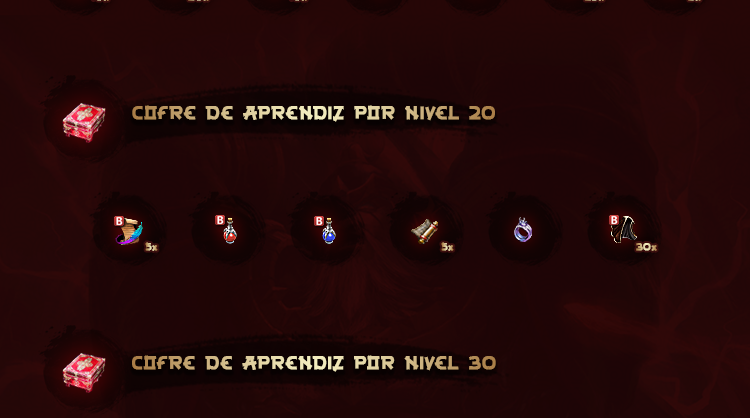 COFRE DE APRENDIZ POR NIVEL 20
B 5x B B 5x B 30x
COFRE DE APRENDIZ POR NIVEL 30